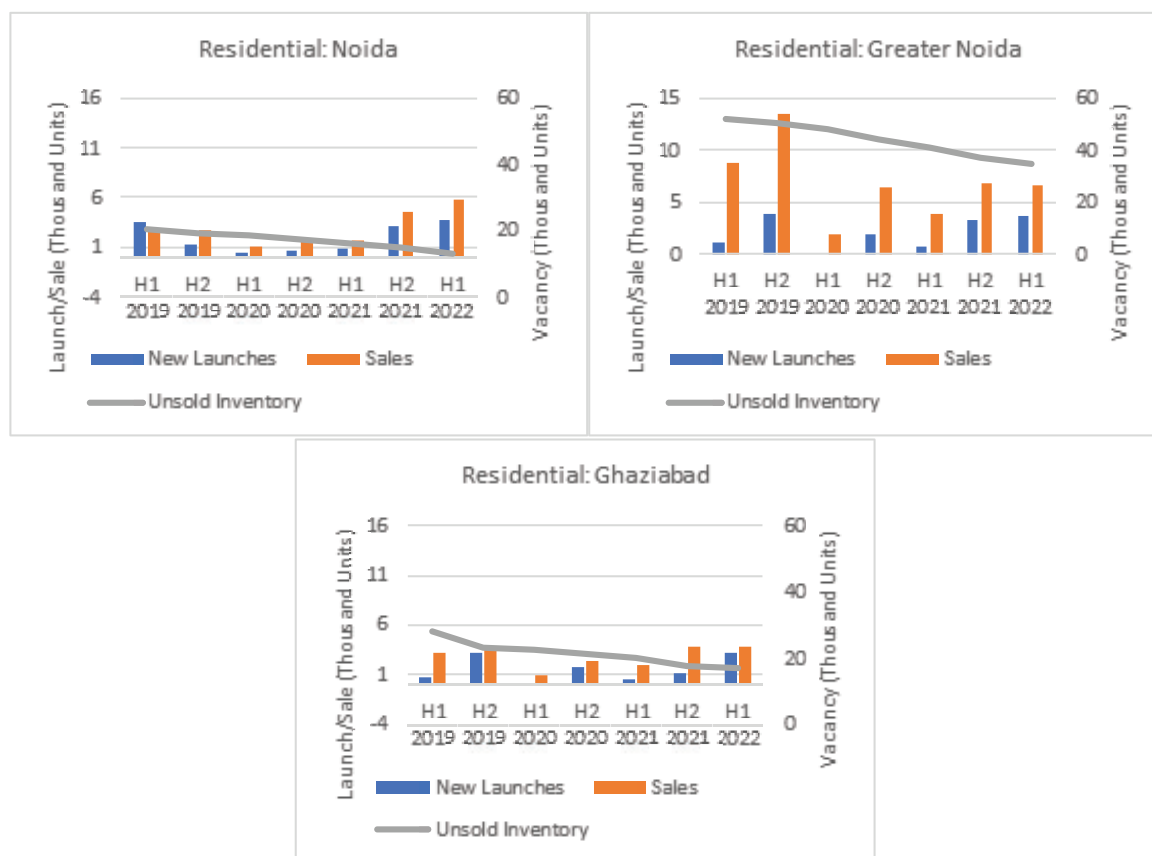 Residential: Noida
Launch/Sale (Thous and Units)
16
11
6
1
-4
60
40
20
0
Vacancy (Thous and Units)
H1 H2 H1 H2 H1 H2 H1
2019 2019 2020 2020 2021 2021 2022
New Launches Sales
Unsold Inventory
Residential: Greater Noida
Launch/Sale (Thous and Units)
15
10
5
0
60
40
20
0
Vacancy (Thous and Units)
H1 H2 H1 H2 H1 H2 H1
2019 2019 2020 2020 2021 2021 2022
New Launches Sales
Unsold Inventory
Residential: Ghaziabad
Launch/Sale (Thous and Units)
16
11
6
1
-4
60
40
20
0
Vacancy (Thous and Units)
H1 H2 H1 H2 H1 H2 H1
2019 2019 2020 2020 2021 2021 2022
New Launches Sales
Unsold Inventory